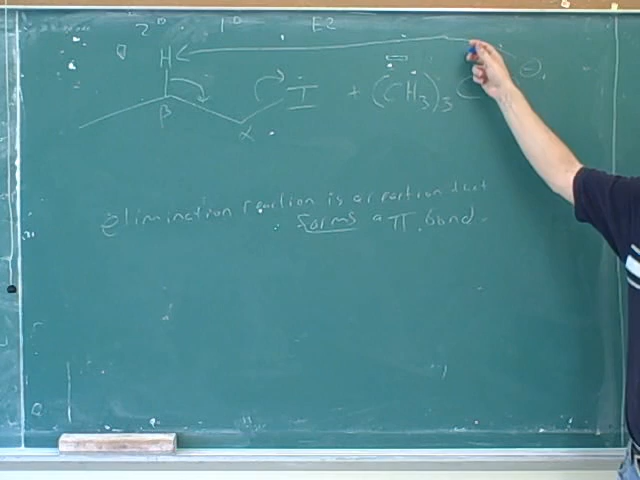 2° 1° E2
H
I + (CH3)3 C ⊖
β
α
elimination reaction is a reaction that
forms a π bond.